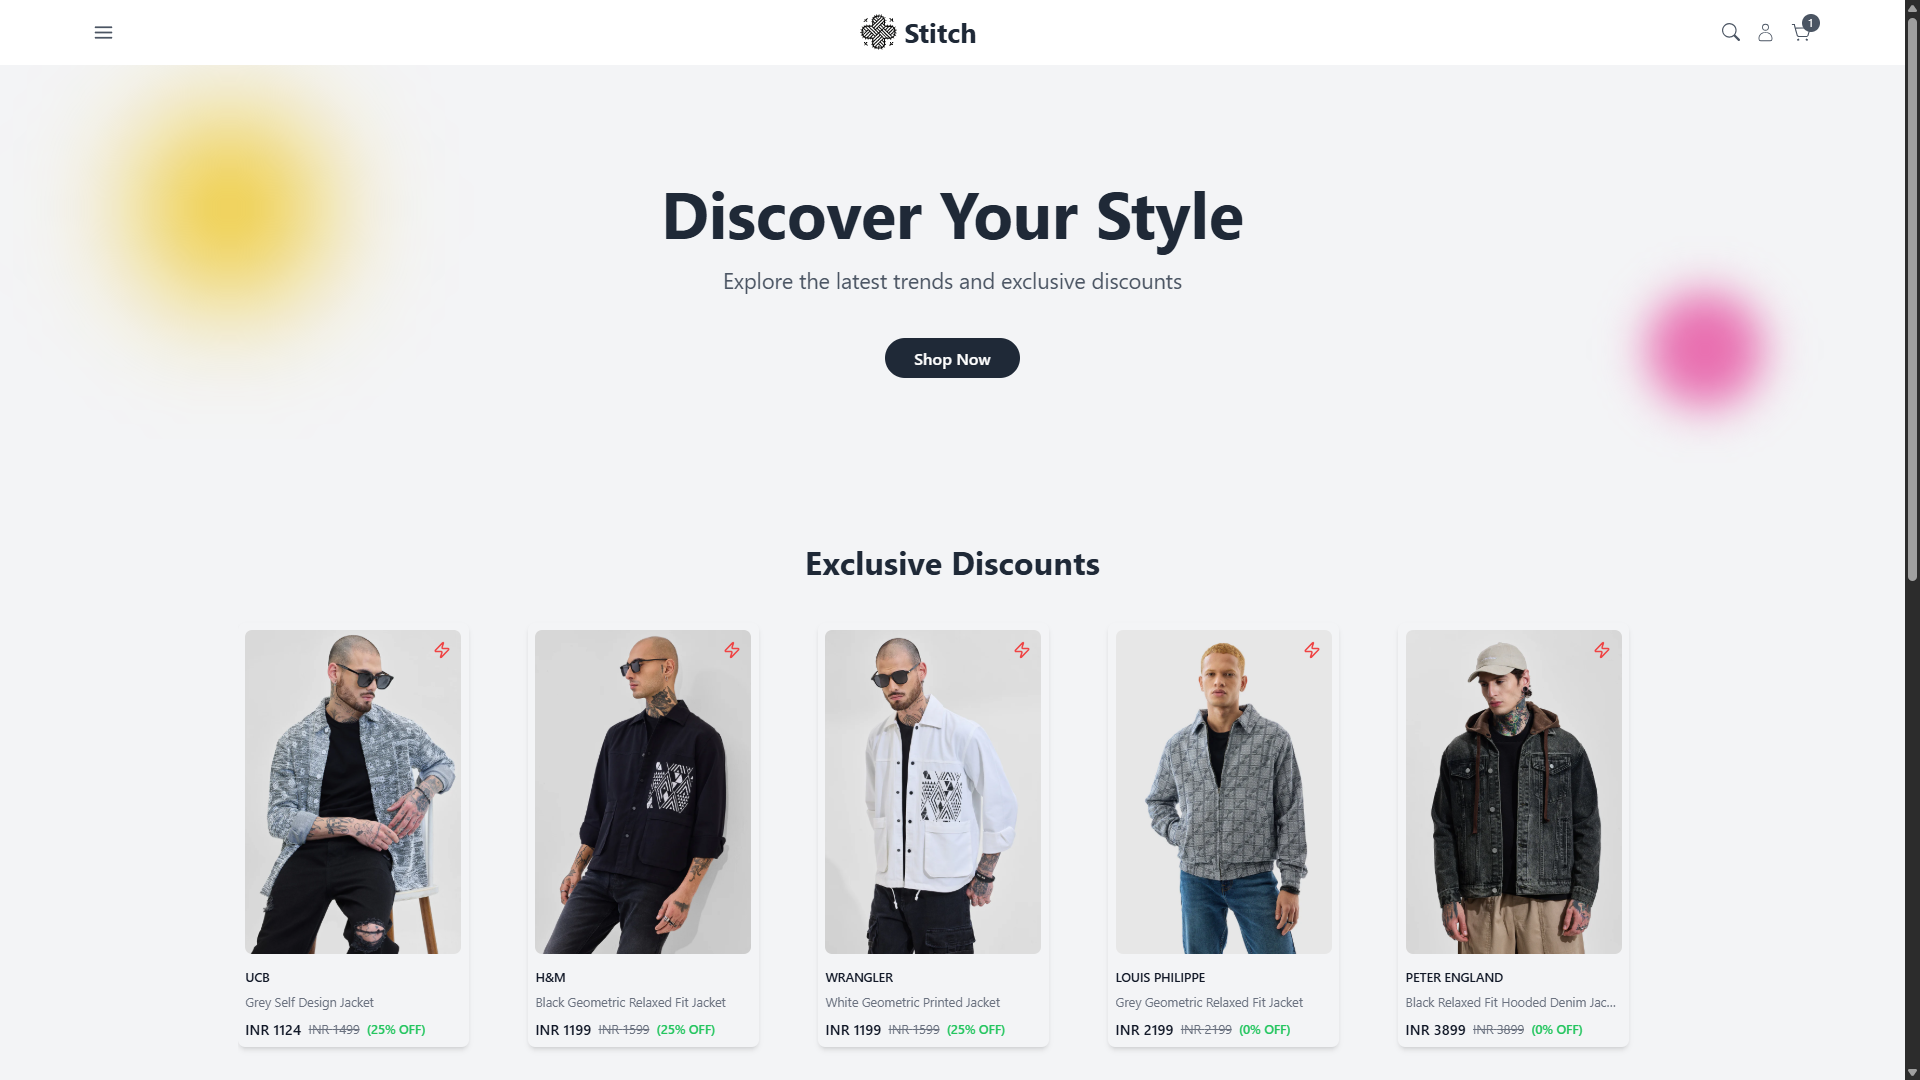 Stitch
1
Discover Your Style
Explore the latest trends and exclusive discounts
Shop Now
Exclusive Discounts
UCB
Grey Self Design Jacket
INR 1124 INR 1499 (25% OFF)
H&M
Black Geometric Relaxed Fit Jacket
INR 1199 INR 1599 (25% OFF)
WRANGLER
White Geometric Printed Jacket
INR 1199 INR 1599 (25% OFF)
LOUIS PHILIPPE
Grey Geometric Relaxed Fit Jacket
INR 2199 INR 2199 (0% OFF)
PETER ENGLAND
Black Relaxed Fit Hooded Denim Jac...
INR 3899 INR 3899 (0% OFF)